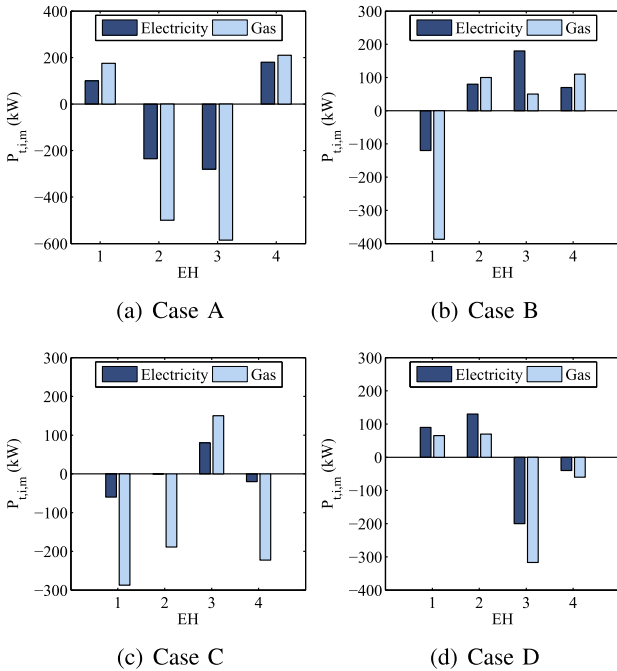 400
200
0
−200
−400
−600
P_{t,i,m} (kW)
Electricity Gas
1 2 3 4
EH
(a) Case A
300
200
100
0
−100
−200
−300
−400
P_{t,i,m} (kW)
Electricity Gas
1 2 3 4
EH
(b) Case B
300
200
100
0
−100
−200
−300
P_{t,i,m} (kW)
Electricity Gas
1 2 3 4
EH
(c) Case C
300
200
100
0
−100
−200
−300
−400
P_{t,i,m} (kW)
Electricity Gas
1 2 3 4
EH
(d) Case D